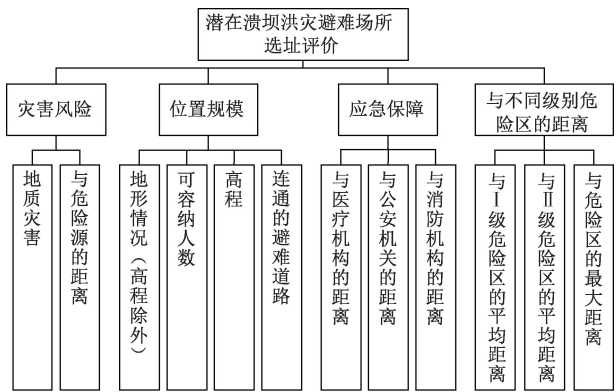 潜在溃坝洪灾避难场所
选址评价
灾害风险
位置规模
应急保障
与不同级别危
险区的距离
地质灾害
与危险源的距离
地形情况（高程除外）
可容纳人数
高程
连通的避难道路
与医疗机构的距离
与公安机关的距离
与消防机构的距离
与Ⅰ级危险区的平均距离
与Ⅱ级危险区的平均距离
与危险区的最大距离